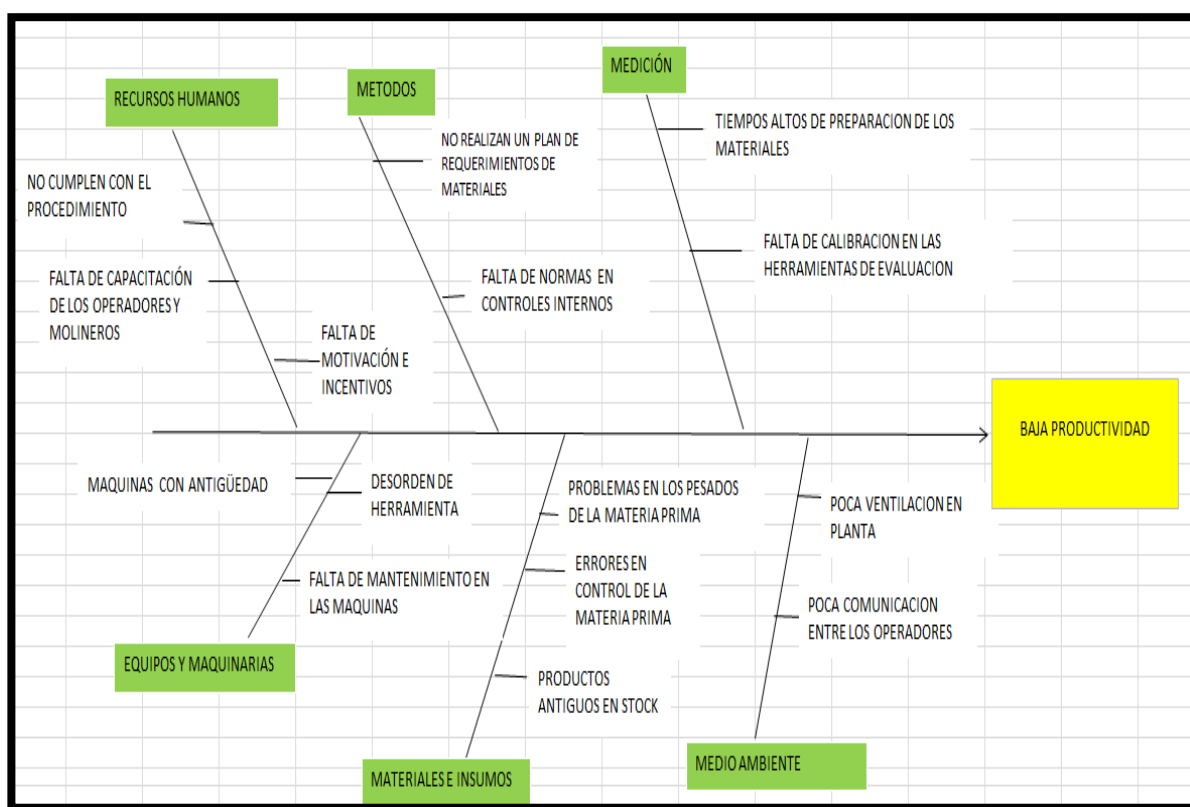 MEDICIÓN
METODOS
RECURSOS HUMANOS
TIEMPOS ALTOS DE PREPARACION DE LOS
MATERIALES
NO REALIZAN UN PLAN DE
REQUERIMIENTOS DE
MATERIALES
NO CUMPLEN CON EL
PROCEDIMIENTO
FALTA DE CALIBRACION EN LAS
HERRAMIENTAS DE EVALUACION
FALTA DE CAPACITACIÓN
DE LOS OPERADORES Y
MOLINEROS
FALTA DE NORMAS EN
CONTROLES INTERNOS
FALTA DE
MOTIVACIÓN E
INCENTIVOS
BAJA PRODUCTIVIDAD
MAQUINAS CON ANTIGÜEDAD
DESORDEN DE
HERRAMIENTA
PROBLEMAS EN LOS PESADOS
DE LA MATERIA PRIMA
POCA VENTILACION EN
PLANTA
FALTA DE MANTENIMIENTO EN
LAS MAQUINAS
ERRORES EN
CONTROL DE LA
MATERIA PRIMA
POCA COMUNICACION
ENTRE LOS OPERADORES
EQUIPOS Y MAQUINARIAS
PRODUCTOS
ANTIGUOS EN STOCK
MEDIO AMBIENTE
MATERIALES E INSUMOS